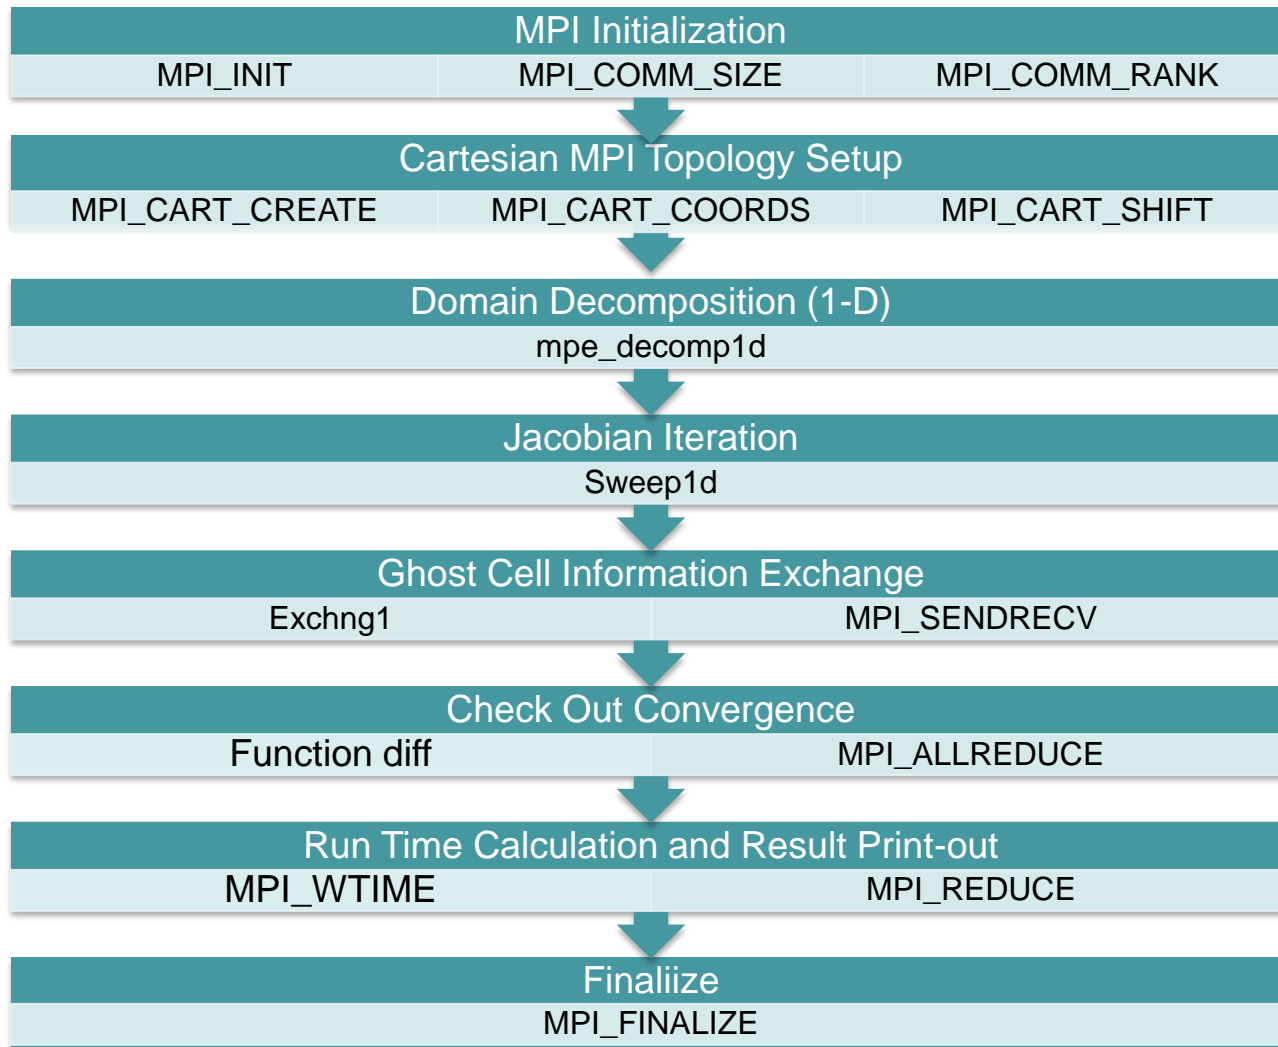 MPI Initialization
MPI_INIT MPI_COMM_SIZE MPI_COMM_RANK
Cartesian MPI Topology Setup
MPI_CART_CREATE MPI_CART_COORDS MPI_CART_SHIFT
Domain Decomposition (1-D)
mpe_decomp1d
Jacobian Iteration
Sweep1d
Ghost Cell Information Exchange
Exchng1 MPI_SENDRECV
Check Out Convergence
Function diff MPI_ALLREDUCE
Run Time Calculation and Result Print-out
MPI_WTIME MPI_REDUCE
Finaliize
MPI_FINALIZE